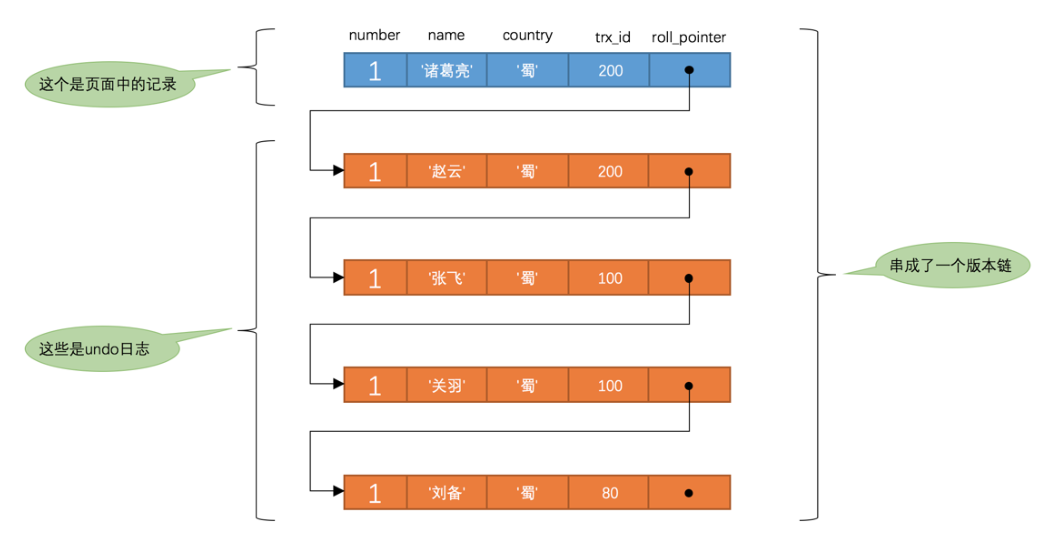 number name country trx_id roll_pointer
这个是页面中的记录
1 '诸葛亮' '蜀' 200
1 '赵云' '蜀' 200
1 '张飞' '蜀' 100
串成了一个版本链
这些是undo日志
1 '关羽' '蜀' 100
1 '刘备' '蜀' 80